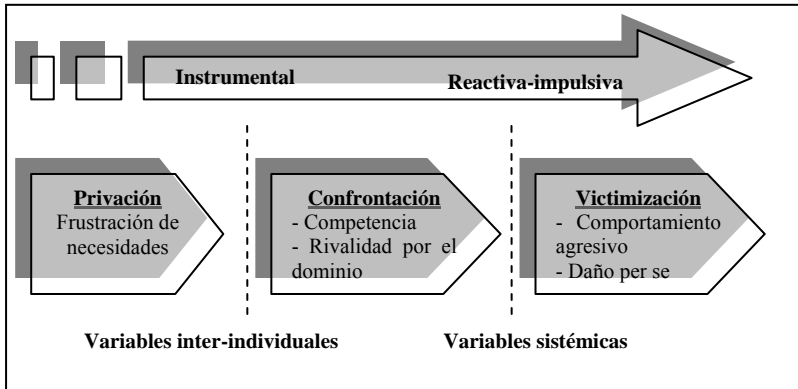 Instrumental
Reactiva-impulsiva
Privación
Frustración de
necesidades
Confrontación
- Competencia
- Rivalidad por el
dominio
Victimización
- Comportamiento
agresivo
- Daño per se
Variables inter-individuales
Variables sistémicas